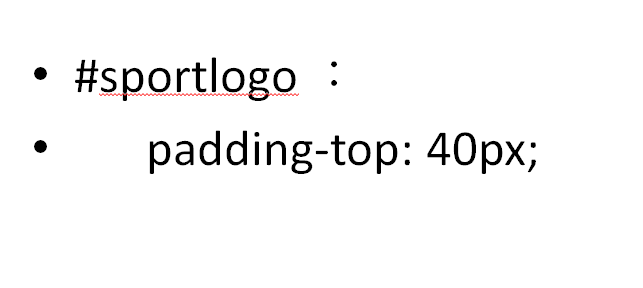 • #sportlogo ：
• padding-top: 40px;